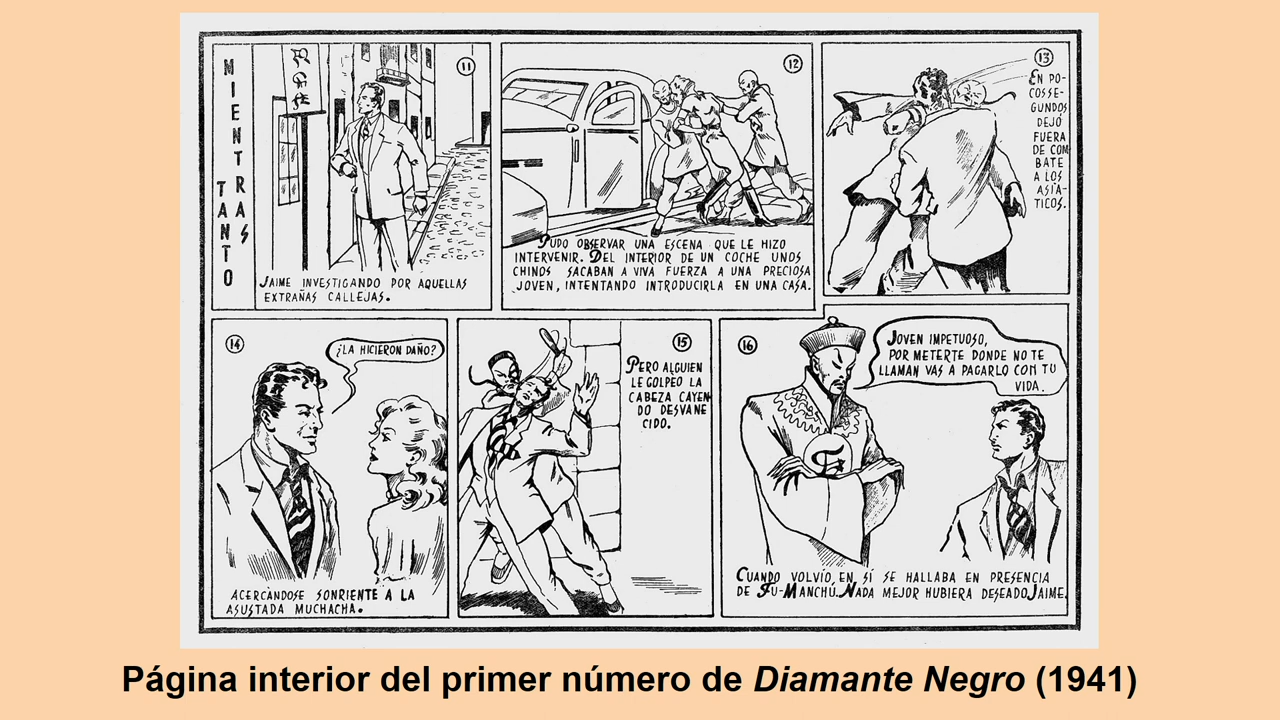 MIENTRAS
TANTO
11
JAIME INVESTIGANDO POR AQUELLAS
EXTRAÑAS CALLEJAS.
12
PUDO OBSERVAR UNA ESCENA QUE LE HIZO
INTERVENIR. DEL INTERIOR DE UN COCHE UNOS
CHINOS SACABAN A VIVA FUERZA A UNA PRECIOSA
JOVEN, INTENTANDO INTRODUCIRLA EN UNA CASA.
13
EN PO-
COS SE-
GUNDOS
DEJÓ
FUERA
DE COM
BATE
A LOS
ASIÁ-
TICOS.
14
¿LA HICIERON DAÑO?
ACERCÀNDOSE SONRIENTE A LA
ASUSTADA MUCHACHA.
15
PERO ALGUIEN
LE GOLPEÓ LA
CABEZA CAYEN
DO DESVANE
CIDO.
16
JOVEN IMPETUOSO,
POR METERTE DONDE NO TE
LLAMAN VAS A PAGARLO CON TU
VIDA.
CUANDO VOLVIÓ EN SÍ SE HALLABA EN PRESENCIA
DE FU-MANCHÚ. NADA MEJOR HUBIERA DESEADO JAIME.
Página interior del primer número de Diamante Negro (1941)